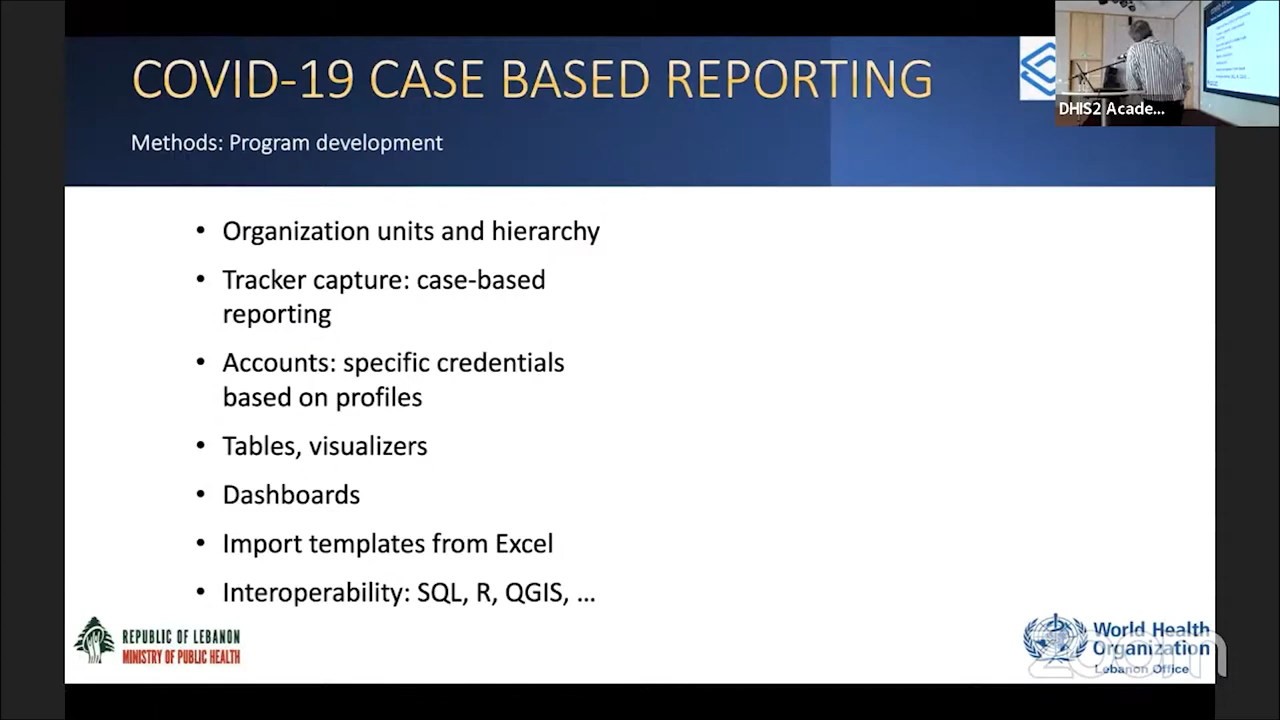 COVID-19 CASE BASED REPORTING
Methods: Program development
DHIS2 Acade...
• Organization units and hierarchy
• Tracker capture: case-based
reporting
• Accounts: specific credentials
based on profiles
• Tables, visualizers
• Dashboards
• Import templates from Excel
• Interoperability: SQL, R, QGIS, ...
REPUBLIC OF LEBANON
MINISTRY OF PUBLIC HEALTH
World Health
Organization
Lebanon Office
zoom